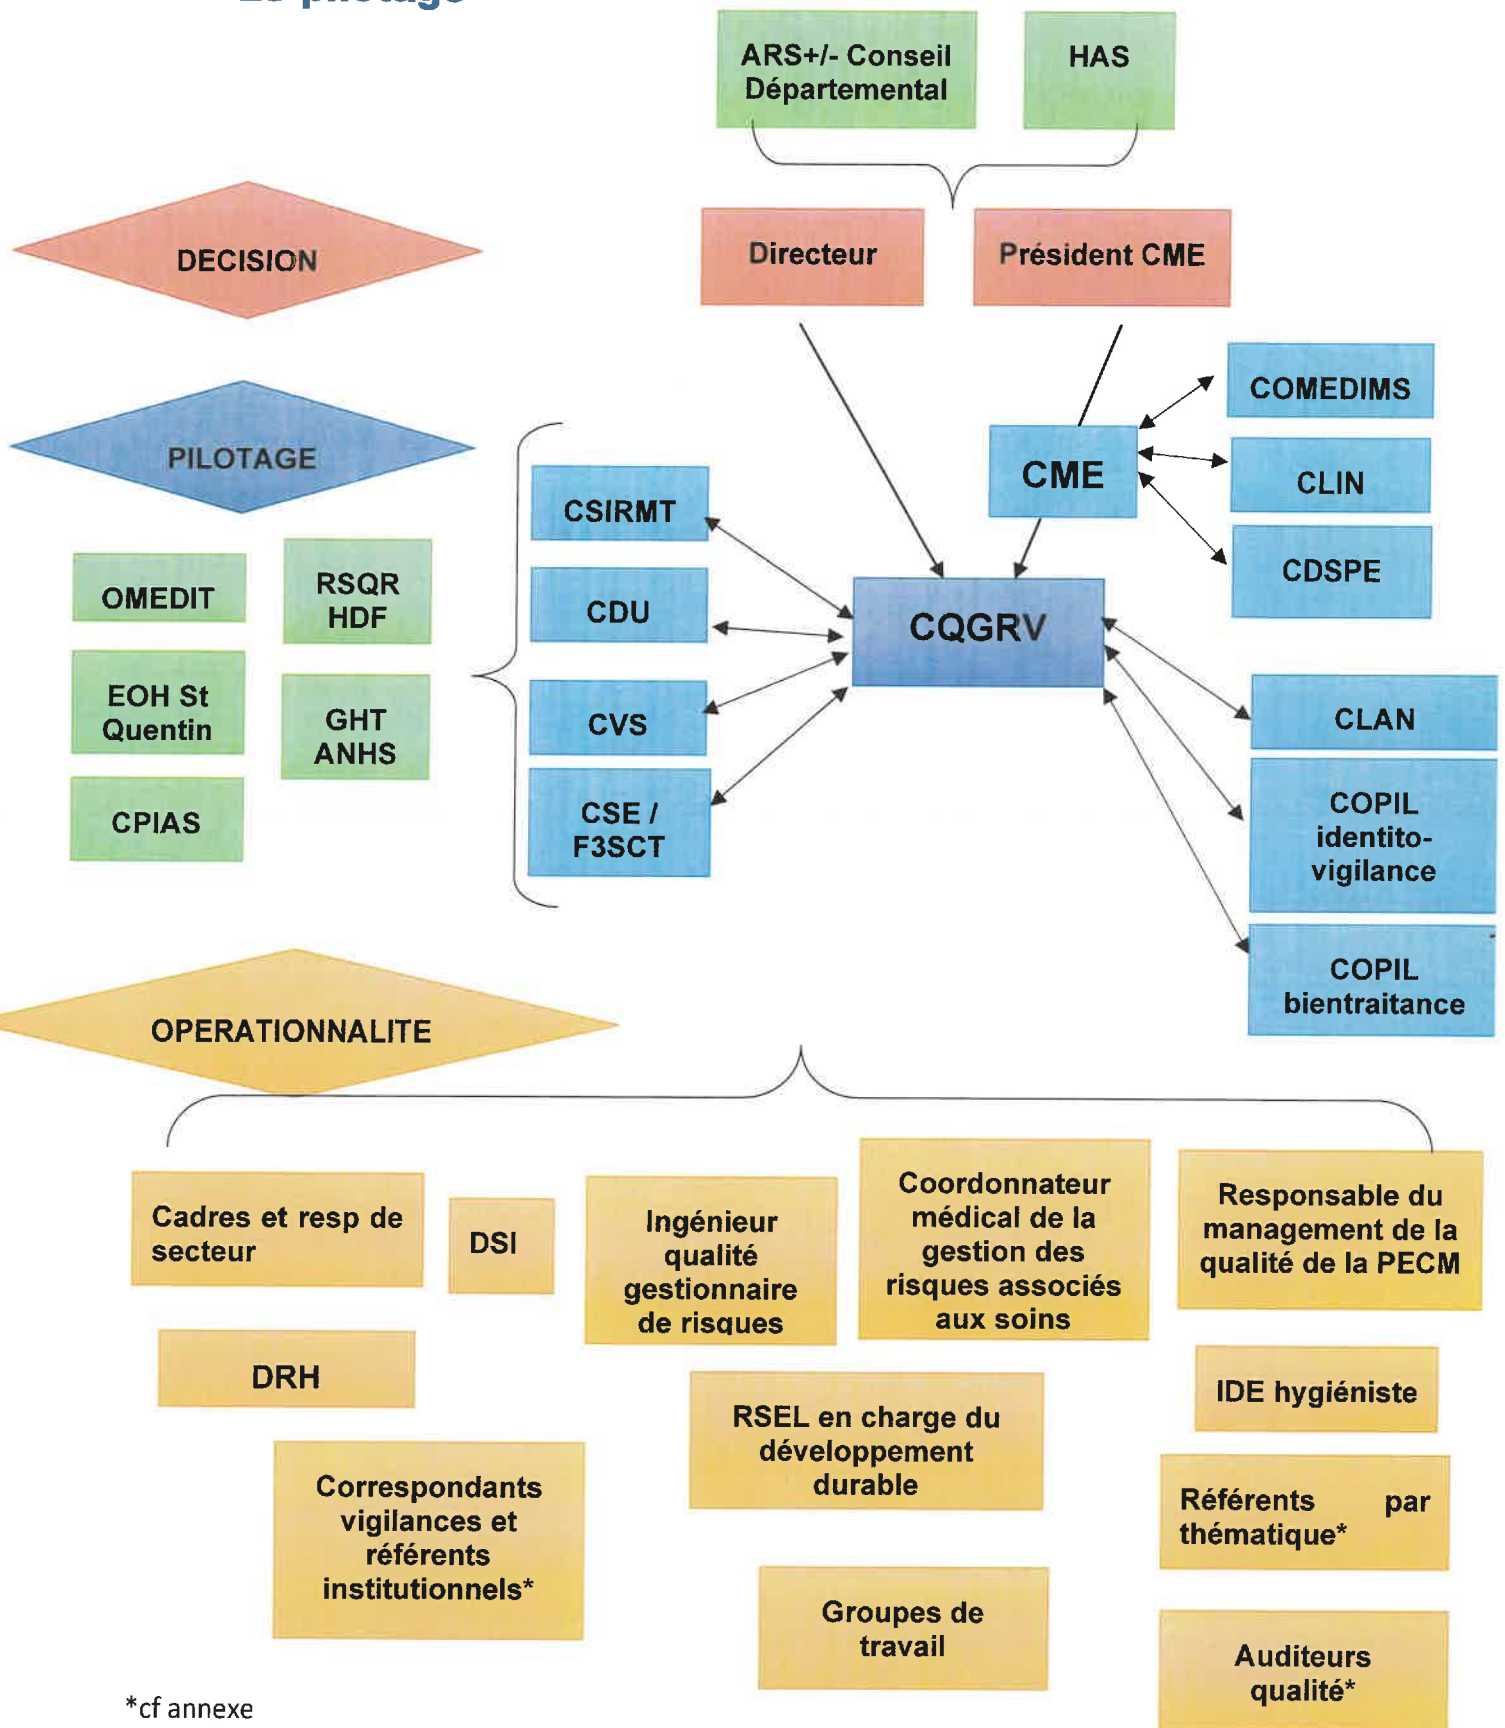 Le pilotage
ARS+/- Conseil
Départemental
HAS
DECISION
Directeur
Président CME
PILOTAGE
COMEDIMS
CME
CLIN
CDSPE
CSIRMT
CDU
CVS
CSE /
F3SCT
CQGRV
OMEDIT
RSQR
HDF
EOH St
Quentin
GHT
ANHS
CPIAS
CLAN
COPIL
identito-
vigilance
COPIL
bientraitance
OPERATIONNALITE
Cadres et resp de
secteur
DSI
Ingénieur
qualité
gestionnaire
de risques
Coordonnateur
médical de la
gestion des
risques associés
aux soins
Responsable du
management de la
qualité de la PECM
DRH
RSEL en charge du
développement
durable
IDE hygiéniste
Correspondants
vigilances et
référents
institutionnels*
Référents par
thématique*
Groupes de
travail
Auditeurs
qualité*
*cf annexe